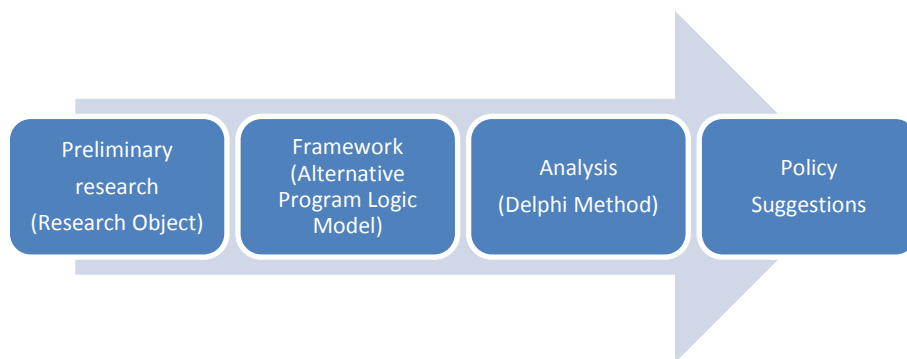 Preliminary
research
(Research Object)
Framework
(Alternative
Program Logic
Model)
Analysis
(Delphi Method)
Policy
Suggestions